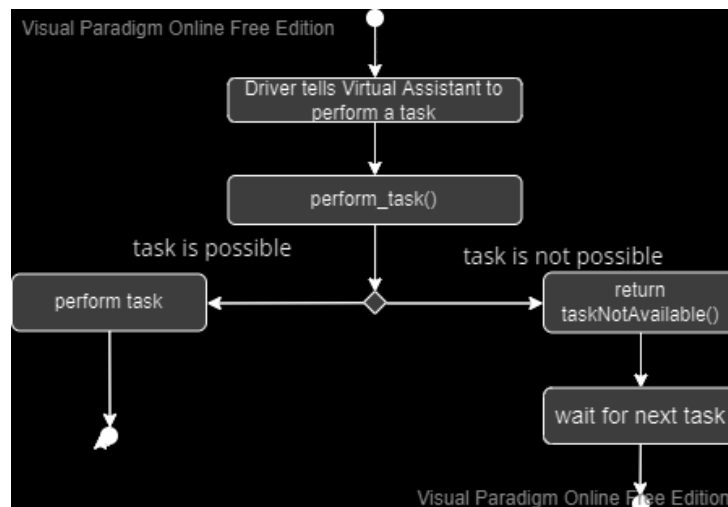 Visual Paradigm Online Free Edition
Driver tells Virtual Assistant to
perform a task
perform_task()
task is possible
task is not possible
perform task
return
taskNotAvailable()
wait for next task
Visual Paradigm Online Free Edition